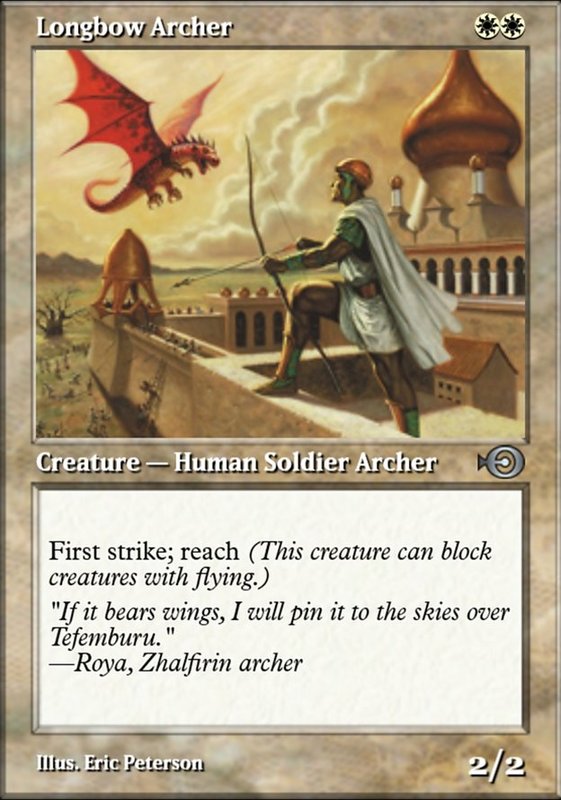 Longbow Archer
Creature — Human Soldier Archer
First strike; reach (This creature can block
creatures with flying.)
"If it bears wings, I will pin it to the skies over
Tefemburu."
—Roya, Zhalfirin archer
Illus. Eric Peterson
2/2